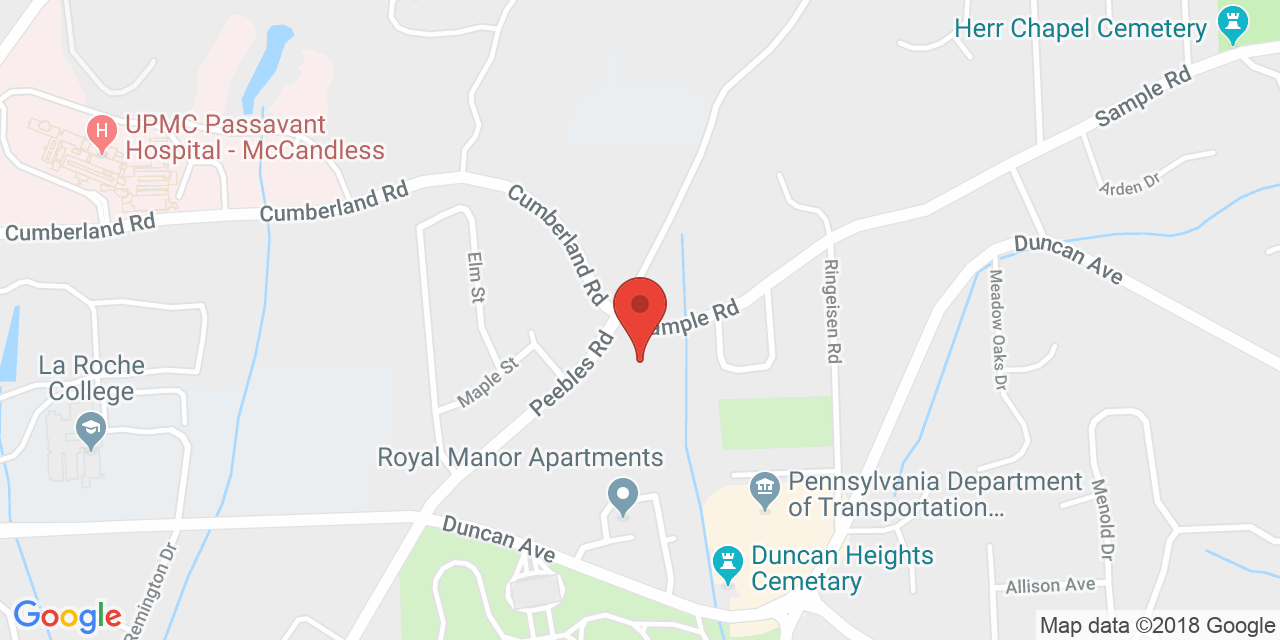 Herr Chapel Cemetery
Sample Rd
UPMC Passavant
Hospital - McCandless
H
Arden Dr
Cumberland Rd
Cumberland Rd
Cumberland Rd
Duncan Ave
Elm St
Ringeisen Rd
Meadow Oaks Dr
ample Rd
Peebles Rd
La Roche
College
Maple St
Royal Manor Apartments
Pennsylvania Department
of Transportation...
Menold Dr
Duncan Ave
Duncan Heights
Cemetary
Remington Dr
Allison Ave
Google
Map data ©2018 Google